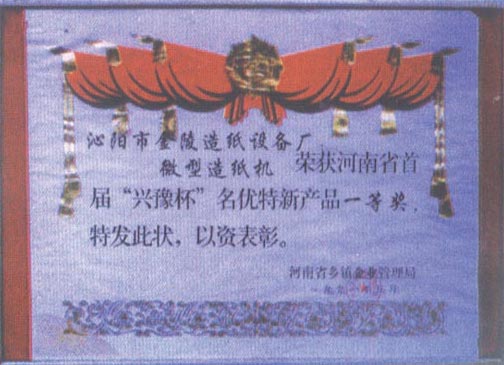 沁阳市金陵造纸设备厂
微型造纸机 荣获河南省首
届“兴豫杯”名优特新产品一等奖.
特发此状，以资表彰。
河南省乡镇企业管理局